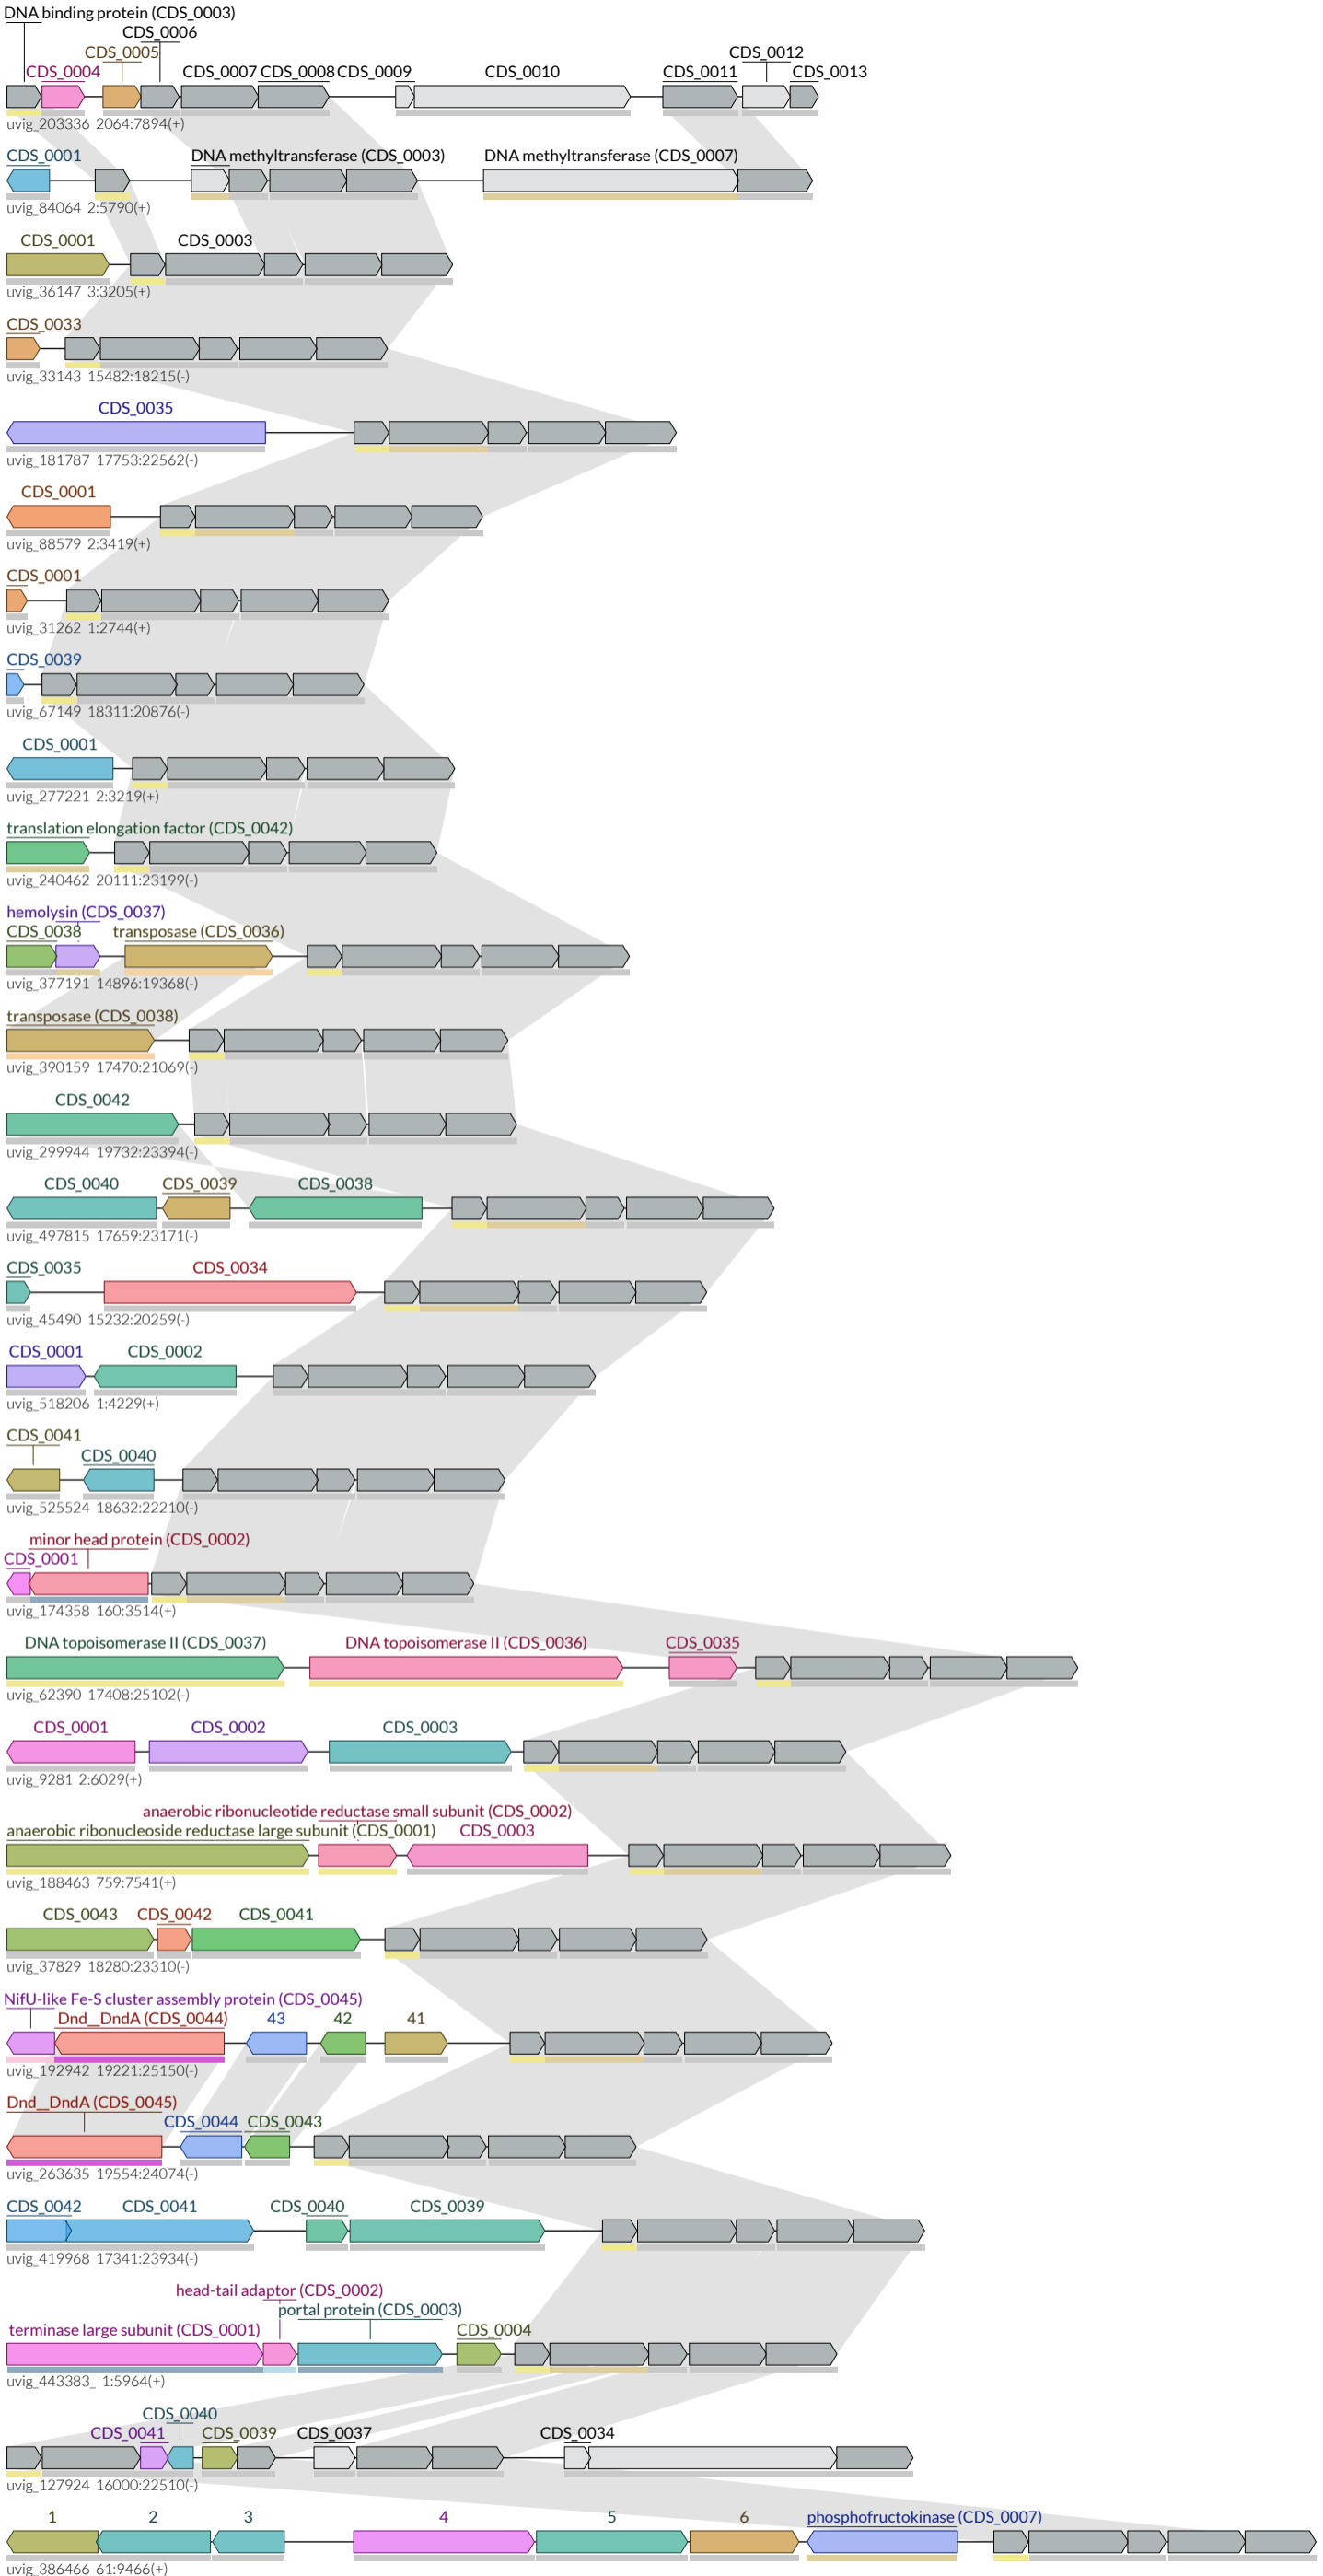 DNA binding protein (CDS_0003)
CDS_0006
CDS_0005
CDS_0012
CDS_0004 CDS_0007 CDS_0008 CDS_0009 CDS_0010 CDS_0011 CDS_0013
uvig_203336 2064:7894(+)
CDS_0001 DNA methyltransferase (CDS_0003) DNA methyltransferase (CDS_0007)
uvig_84064 2:5790(+)
CDS_0001 CDS_0003
uvig_36147 3:3205(+)
CDS_0033
uvig_33143 15482:18215(-)
CDS_0035
uvig_181787 17753:22562(-)
CDS_0001
uvig_88579 2:3419(+)
CDS_0001
uvig_31262 1:2744(+)
CDS_0039
uvig_67149 18311:20876(-)
CDS_0001
uvig_277221 2:3219(+)
translation elongation factor (CDS_0042)
uvig_240462 20111:23199(-)
hemolysin (CDS_0037)
CDS_0038 transposase (CDS_0036)
uvig_377191 14896:19368(-)
transposase (CDS_0038)
uvig_390159 17470:21069(-)
CDS_0042
uvig_299944 19732:23394(-)
CDS_0040 CDS_0039 CDS_0038
uvig_497815 17659:23171(-)
CDS_0035 CDS_0034
uvig_45490 15232:20259(-)
CDS_0001 CDS_0002
uvig_518206 1:4229(+)
CDS_0041
CDS_0040
uvig_525524 18632:22210(-)
minor head protein (CDS_0002)
CDS_0001
uvig_174358 160:3514(+)
DNA topoisomerase II (CDS_0037) DNA topoisomerase II (CDS_0036) CDS_0035
uvig_62390 17408:25102(-)
CDS_0001 CDS_0002 CDS_0003
uvig_9281 2:6029(+)
anaerobic ribonucleotide reductase small subunit (CDS_0002)
anaerobic ribonucleoside reductase large subunit (CDS_0001) CDS_0003
uvig_188463 759:7541(+)
CDS_0043 CDS_0042 CDS_0041
uvig_37829 18280:23310(-)
NifU-like Fe-S cluster assembly protein (CDS_0045)
Dnd__DndA (CDS_0044) 43 42 41
uvig_192942 19221:25150(-)
Dnd__DndA (CDS_0045)
CDS_0044 CDS_0043
uvig_263635 19554:24074(-)
CDS_0042 CDS_0041 CDS_0040 CDS_0039
uvig_419968 17341:23934(-)
head-tail adaptor (CDS_0002)
portal protein (CDS_0003)
terminase large subunit (CDS_0001) CDS_0004
uvig_443383_ 1:5964(+)
CDS_0040
CDS_0041 CDS_0039 CDS_0037 CDS_0034
uvig_127924 16000:22510(-)
1 2 3 4 5 6 phosphofructokinase (CDS_0007)
uvig_386466 61:9466(+)